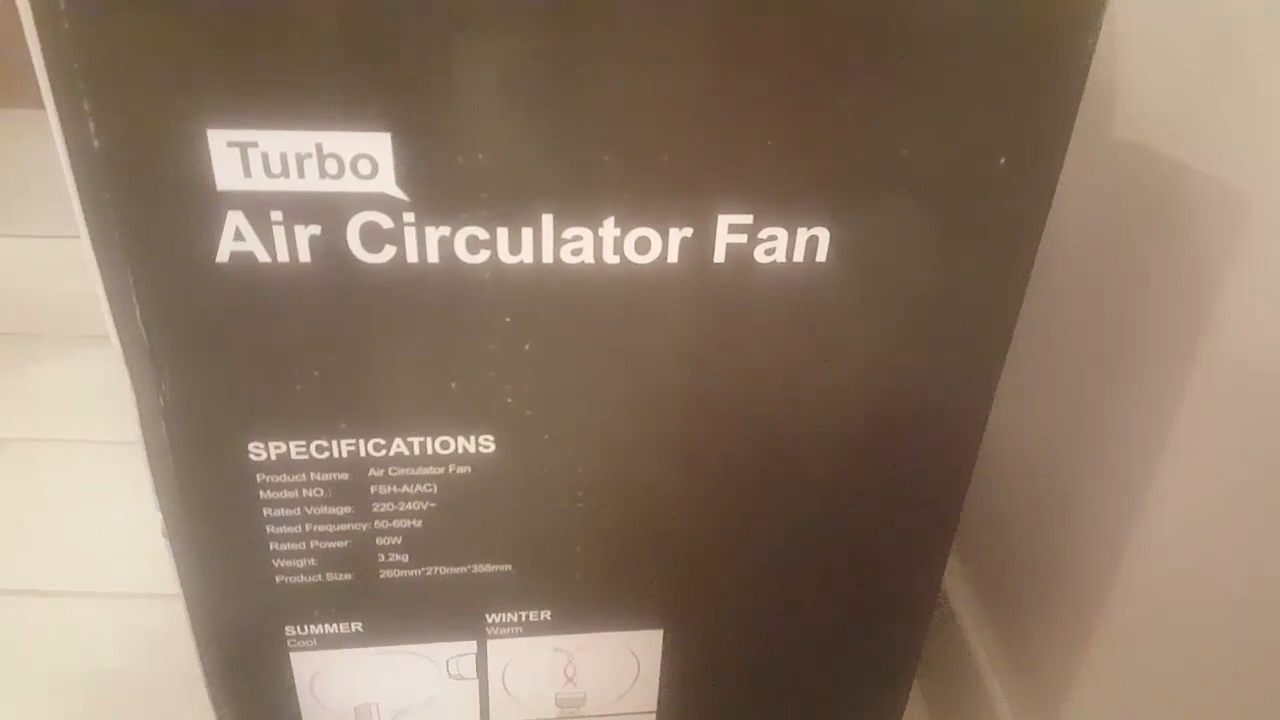 Turbo
Air Circulator Fan
SPECIFICATIONS
Product Name: Air Circulator Fan
Model NO.: FSH-A(AC)
Rated Voltage: 220-240V~
Rated Frequency: 50-60Hz
Rated Power: 60W
Weight: 3.2kg
Product Size: 260mm*270mm*358mm
SUMMER
Cool
WINTER
Warm